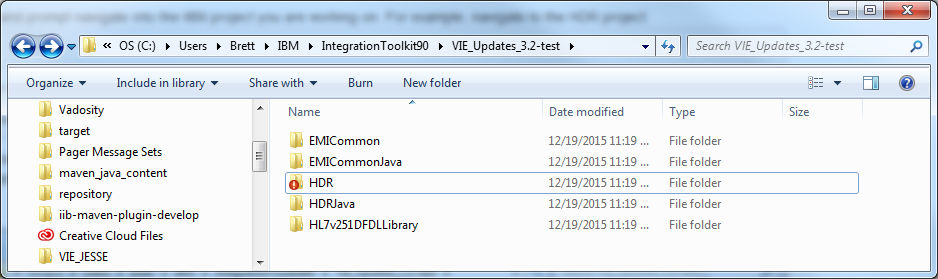 and prompt navigate into the IBM project you are working on. For example, navigate to the HDR project
« OS (C:) ▸ Users ▸ Brett ▸ IBM ▸ IntegrationToolkit90 ▸ VIE_Updates_3.2-test ▸ Search VIE_Updates_3.2-test
Organize Include in library Share with Burn New folder
Name Date modified Type Size
Vadosity
target
Pager Message Sets
maven_java_content
repository
iib-maven-plugin-develop
Creative Cloud Files
VIE_JESSE
EMICommon 12/19/2015 11:19 ... File folder
EMICommonJava 12/19/2015 11:19 ... File folder
HDR 12/19/2015 11:19 ... File folder
HDRJava 12/19/2015 11:19 ... File folder
HL7v251DFDLLibrary 12/19/2015 11:19 ... File folder